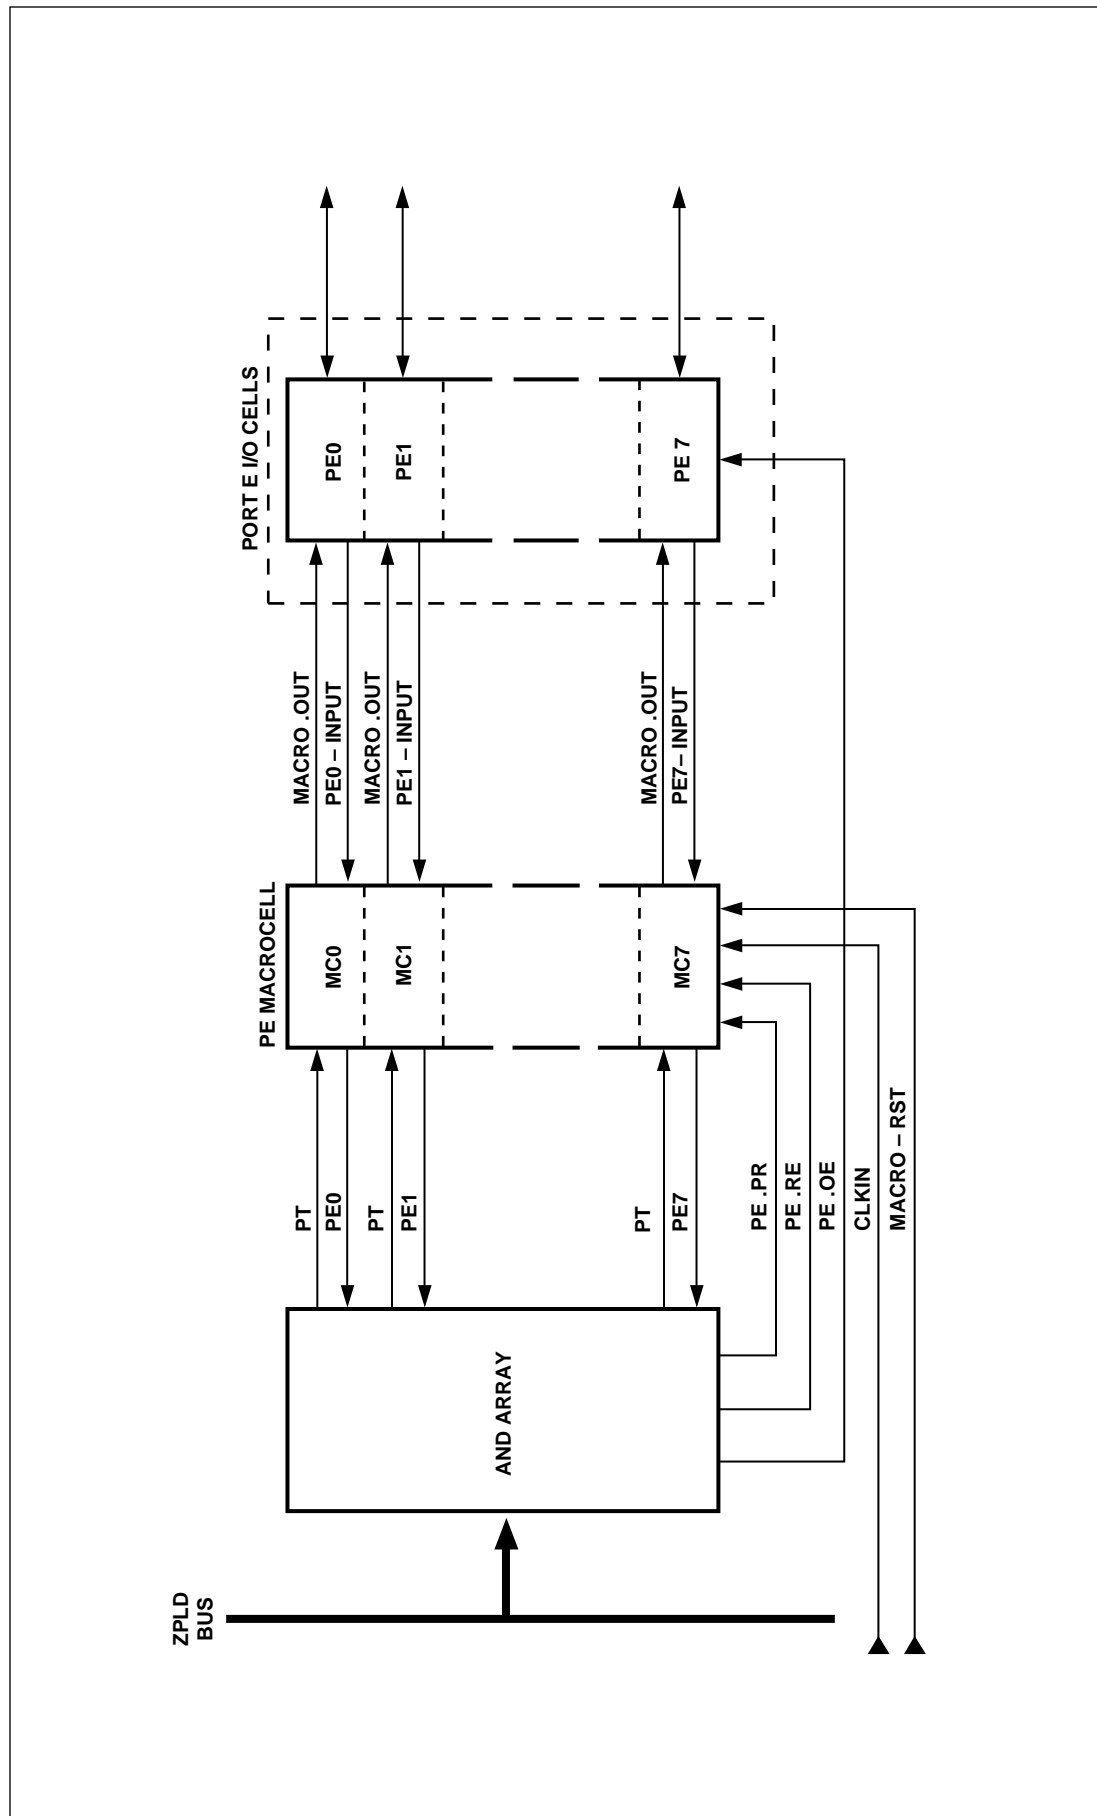 ZPLD
BUS
AND ARRAY
PT
PE0
PT
PE1
PT
PE7
PE .PR
PE .RE
PE .OE
CLKIN
MACRO – RST
PE MACROCELL
MC0
MC1
MC7
MACRO .OUT
PE0 – INPUT
MACRO .OUT
PE1 – INPUT
MACRO .OUT
PE7– INPUT
PORT E I/O CELLS
PE0
PE1
PE 7